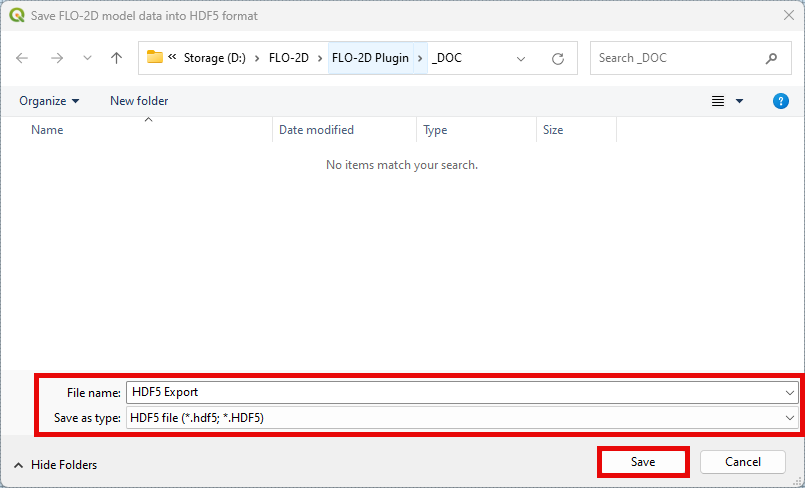 Save FLO-2D model data into HDF5 format
« Storage (D:) > FLO-2D > FLO-2D Plugin > _DOC
Search _DOC
Organize New folder
?
Name Date modified Type Size
No items match your search.
File name: HDF5 Export
Save as type: HDF5 file (*.hdf5; *.HDF5)
Hide Folders Save Cancel